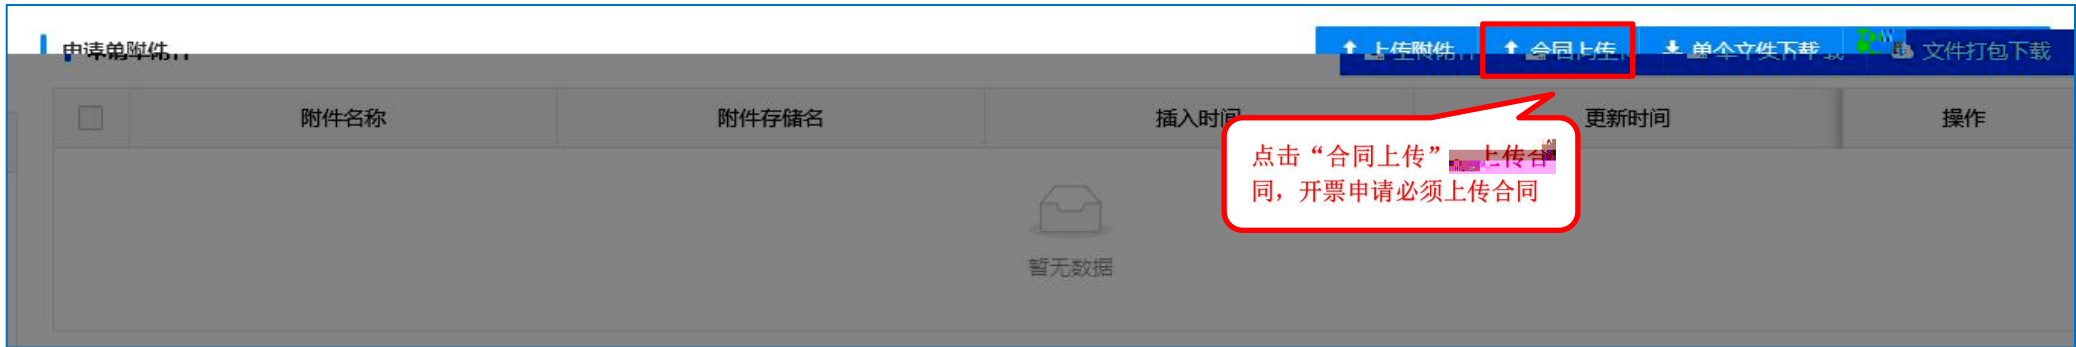 申请单附件
上传附件 合同上传 单个文件下载 文件打包下载
附件名称 附件存储名 插入时间 更新时间 操作
点击“合同上传” 上传合
同，开票申请必须上传合同
暂无数据